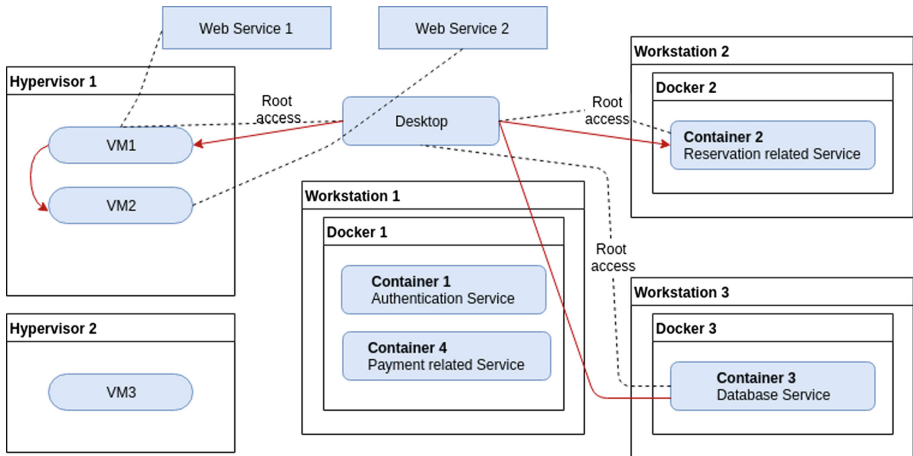 Web Service 1
Web Service 2
Hypervisor 1
VM1
VM2
Root
access
Desktop
Root
access
Workstation 2
Docker 2
Container 2
Reservation related Service
Workstation 1
Docker 1
Container 1
Authentication Service
Container 4
Payment related Service
Root
access
Hypervisor 2
VM3
Workstation 3
Docker 3
Container 3
Database Service